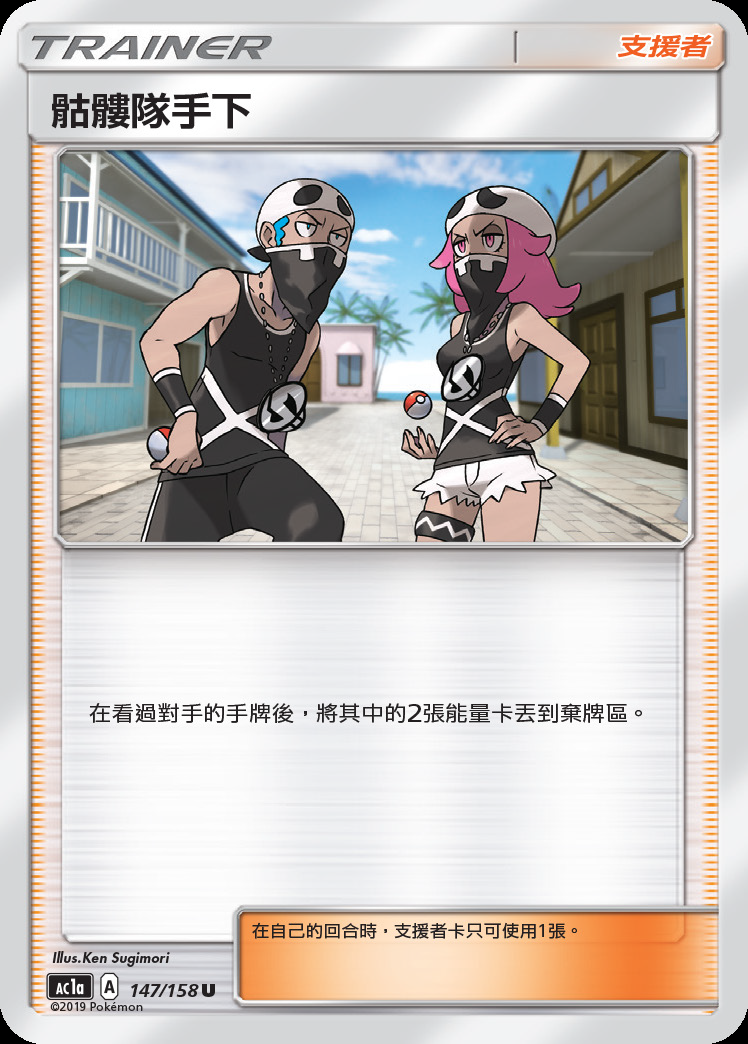 TRAINER 支援者
骷髏隊手下
在看過對手的手牌後，將其中的2張能量卡丟到棄牌區。
在自己的回合時，支援者卡只可使用1張。
Illus.Ken Sugimori
AC1a A 147/158 U
©2019 Pokémon